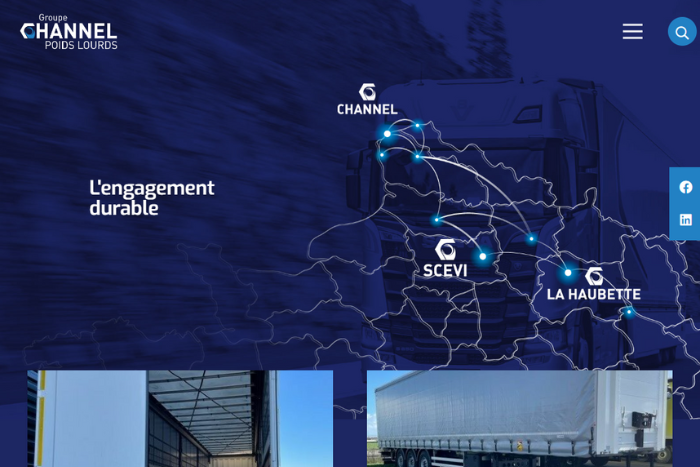 Groupe
CHANNEL
POIDS LOURDS
CHANNEL
L'engagement
durable
SCEVI
LA HAUBETTE